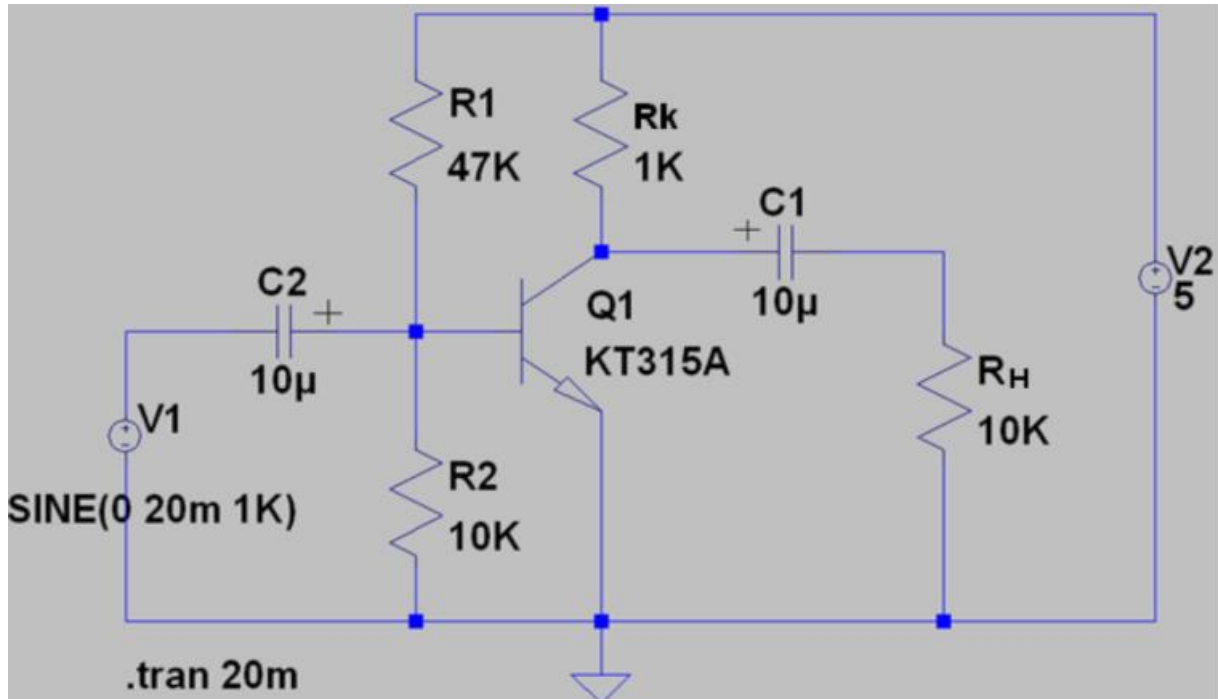 R1
47K
Rk
1K
C1
10µ
V2
5
C2
10µ
Q1
KT315A
RH
10K
V1
SINE(0 20m 1K)
R2
10K
.tran 20m